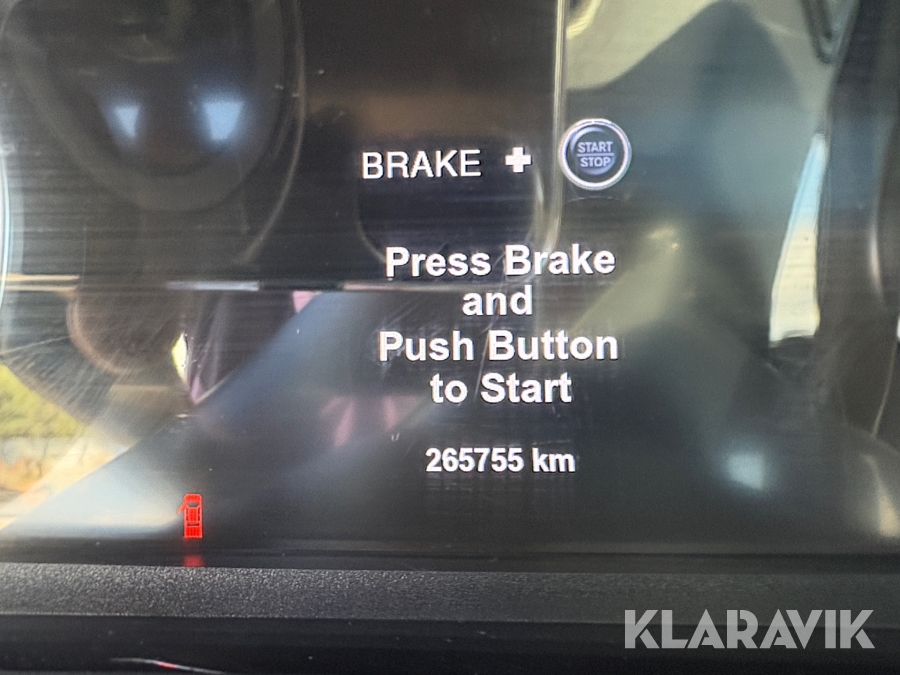 BRAKE + START
STOP
Press Brake
and
Push Button
to Start
265755 km
KLARAVIK